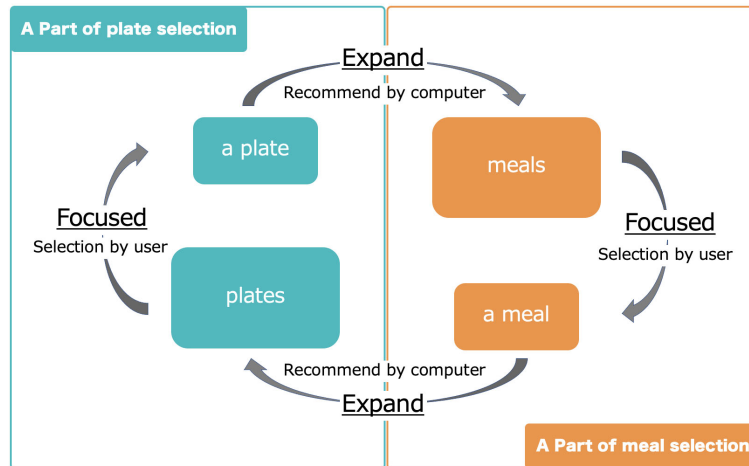 A Part of plate selection
Expand
Recommend by computer
a plate
meals
Focused
Selection by user
Focused
Selection by user
plates
a meal
Recommend by computer
Expand
A Part of meal selection